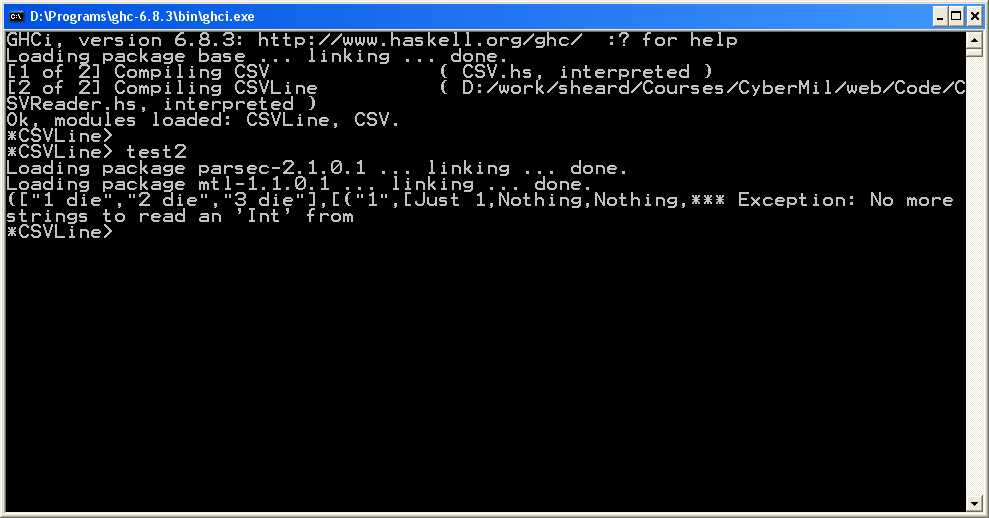 D:\Programs\ghc-6.8.3\bin\ghci.exe
GHCi, version 6.8.3: http://www.haskell.org/ghc/  :? for help
Loading package base ... linking ... done.
[1 of 2] Compiling CSV              ( CSV.hs, interpreted )
[2 of 2] Compiling CSVLine          ( D:/work/sheard/Courses/CyberMil/web/Code/C
SVReader.hs, interpreted )
Ok, modules loaded: CSVLine, CSV.
*CSVLine>
*CSVLine> test2
Loading package parsec-2.1.0.1 ... linking ... done.
Loading package mtl-1.1.0.1 ... linking ... done.
(["1 die","2 die","3 die"],[("1",[Just 1,Nothing,Nothing,*** Exception: No more
strings to read an 'Int' from
*CSVLine>